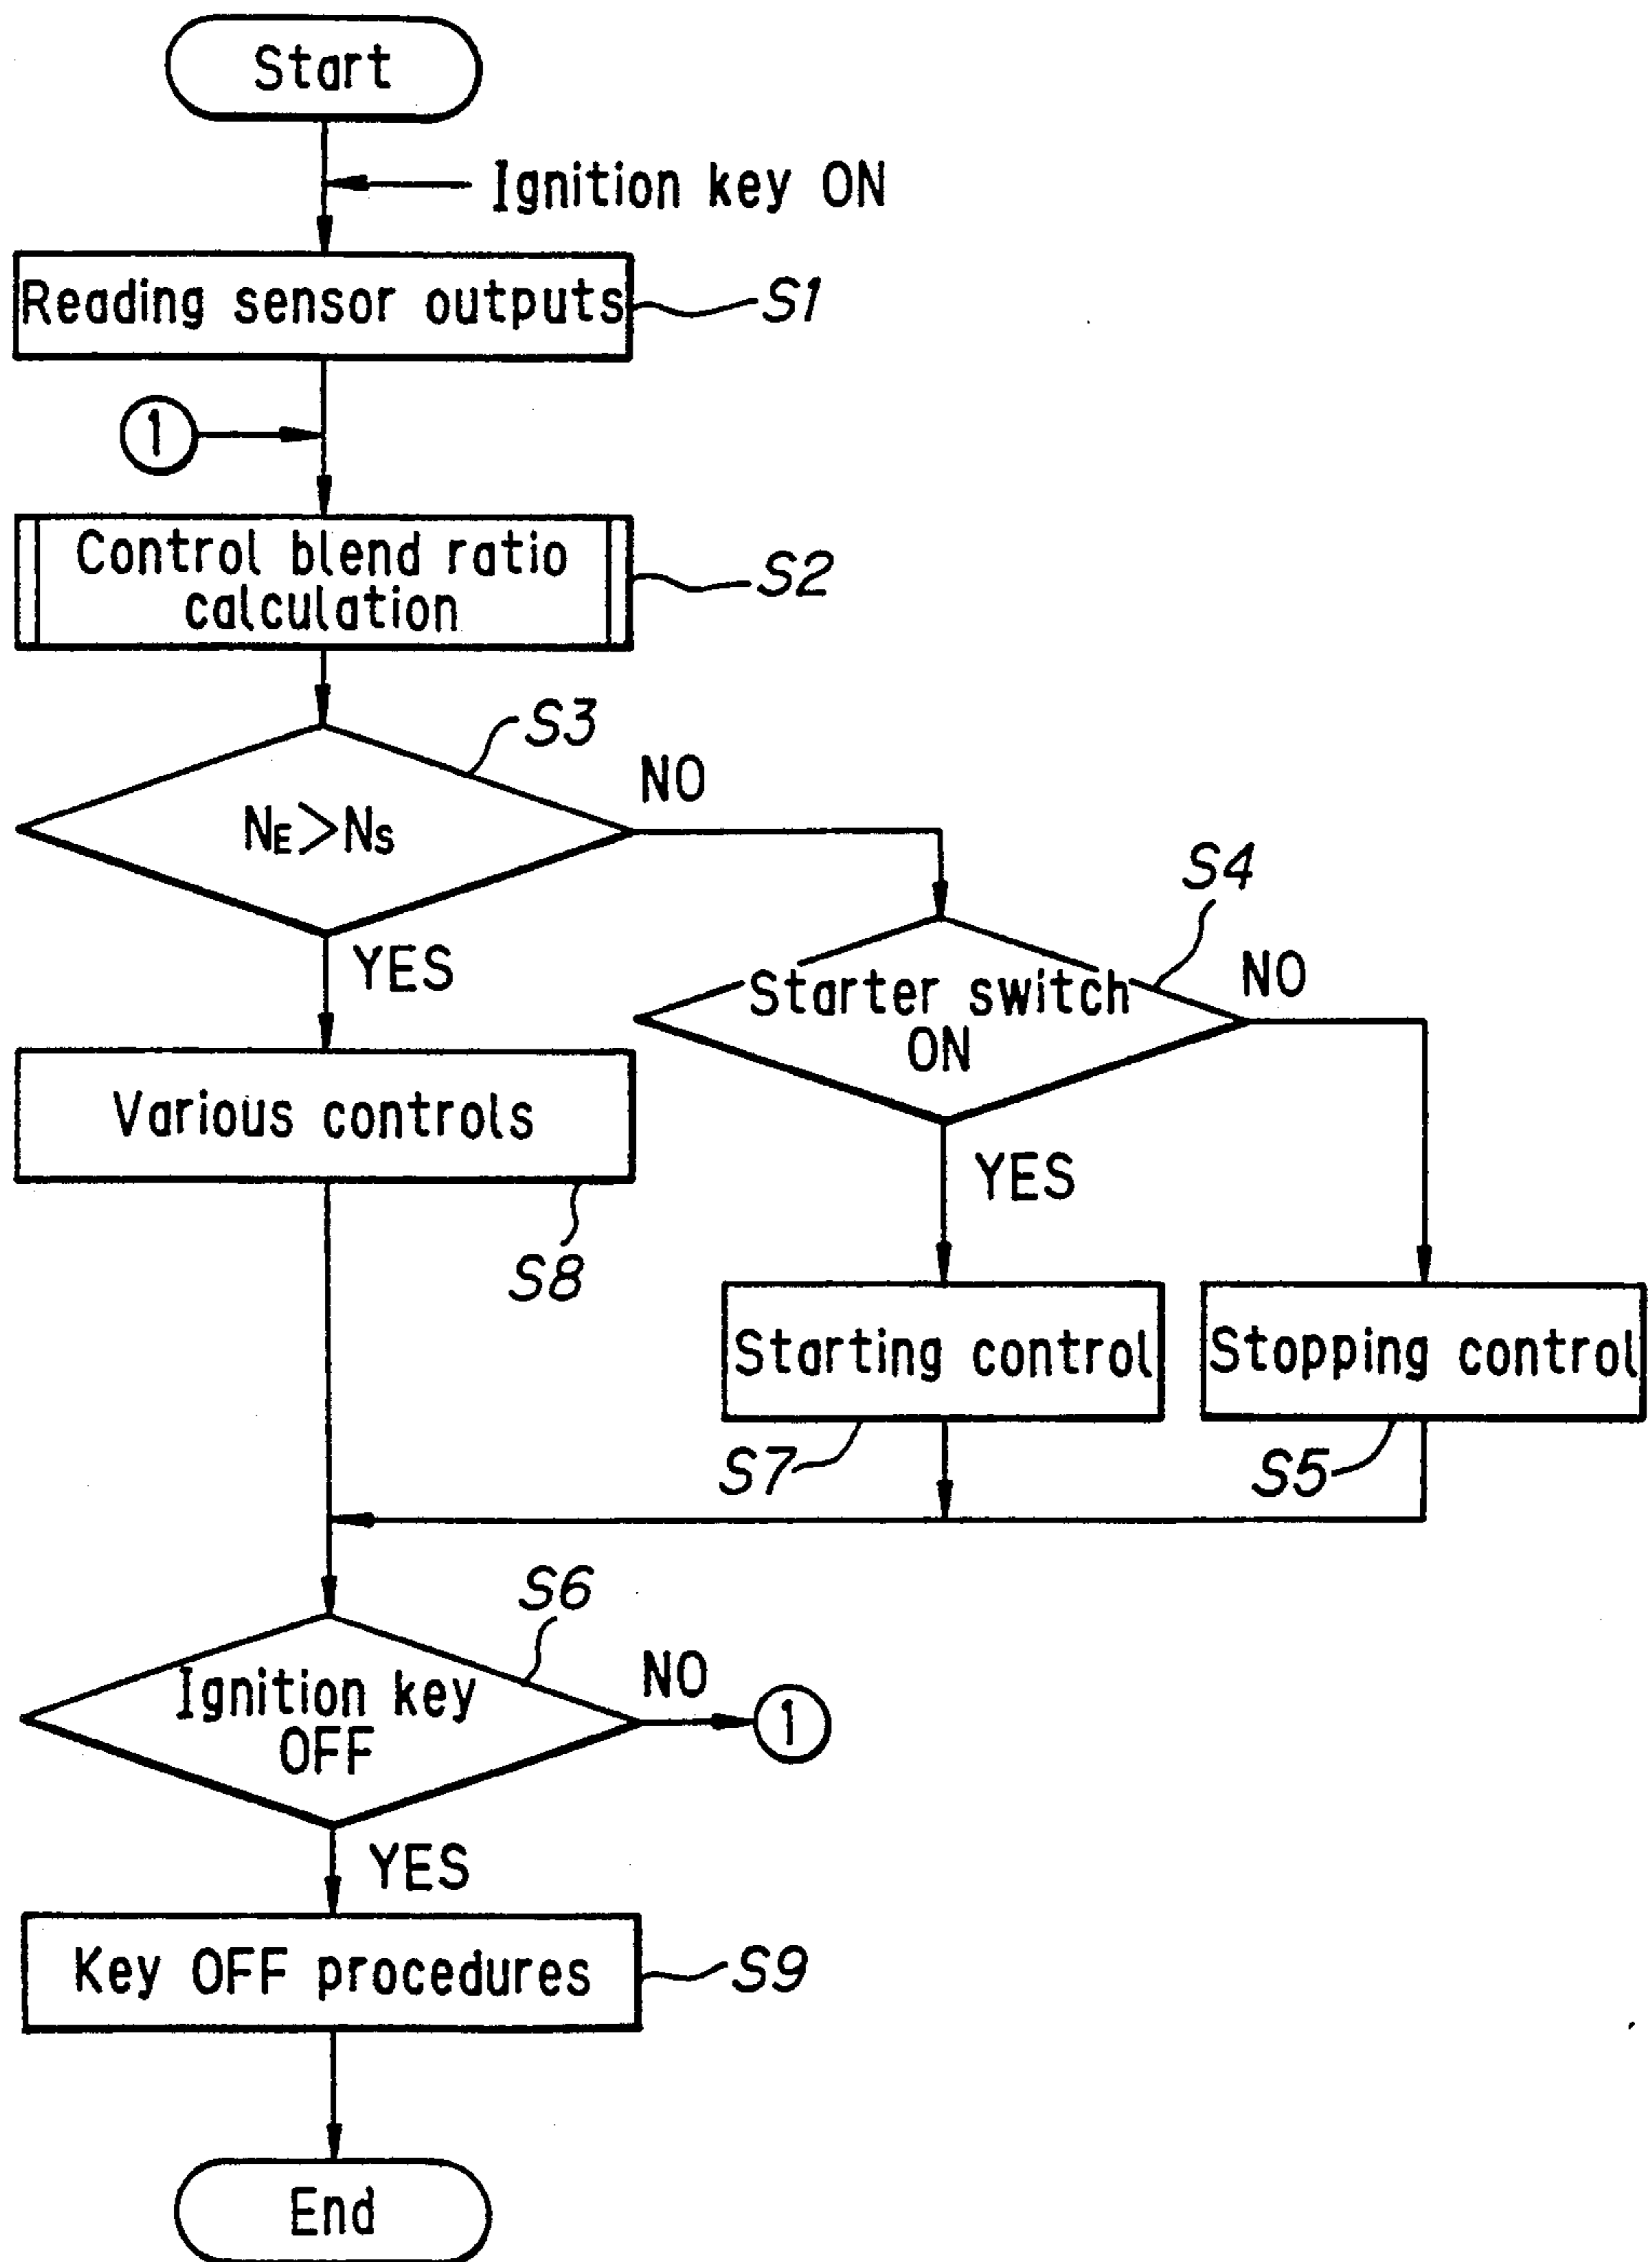 Start
Ignition key ON
Reading sensor outputs
S1
1
Control blend ratio
calculation
S2
S3
NE>NS
NO
YES
S4
Starter switch
ON
NO
YES
Various controls
S8
Starting control
Stopping control
S7
S5
S6
Ignition key
OFF
NO
1
YES
Key OFF procedures
S9
End